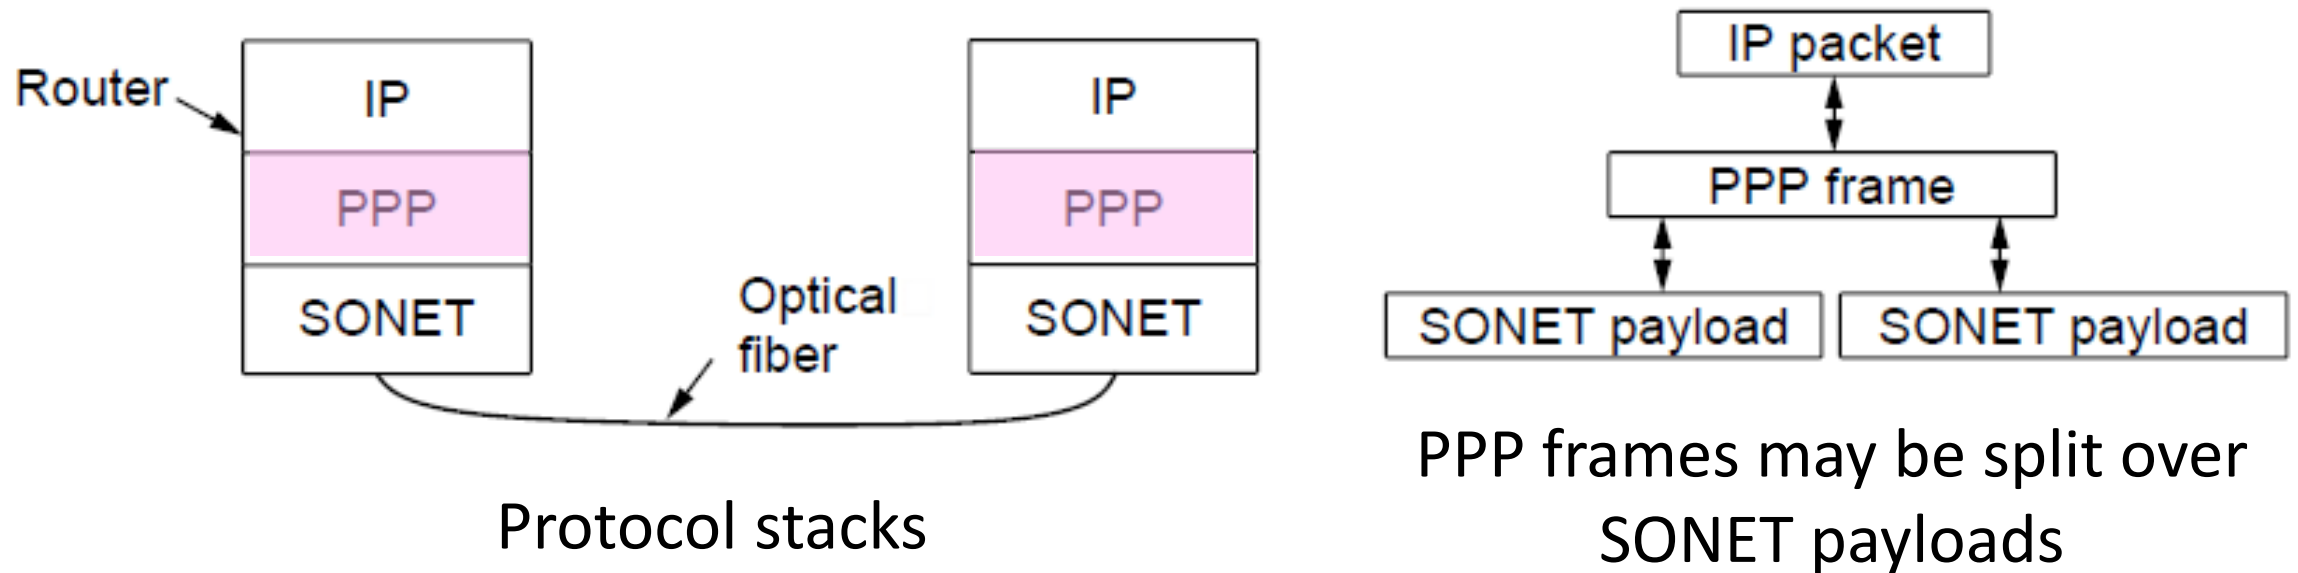 Router
IP
PPP
SONET
Optical
fiber
IP
PPP
SONET
Protocol stacks
IP packet
PPP frame
SONET payload
SONET payload
PPP frames may be split over
SONET payloads